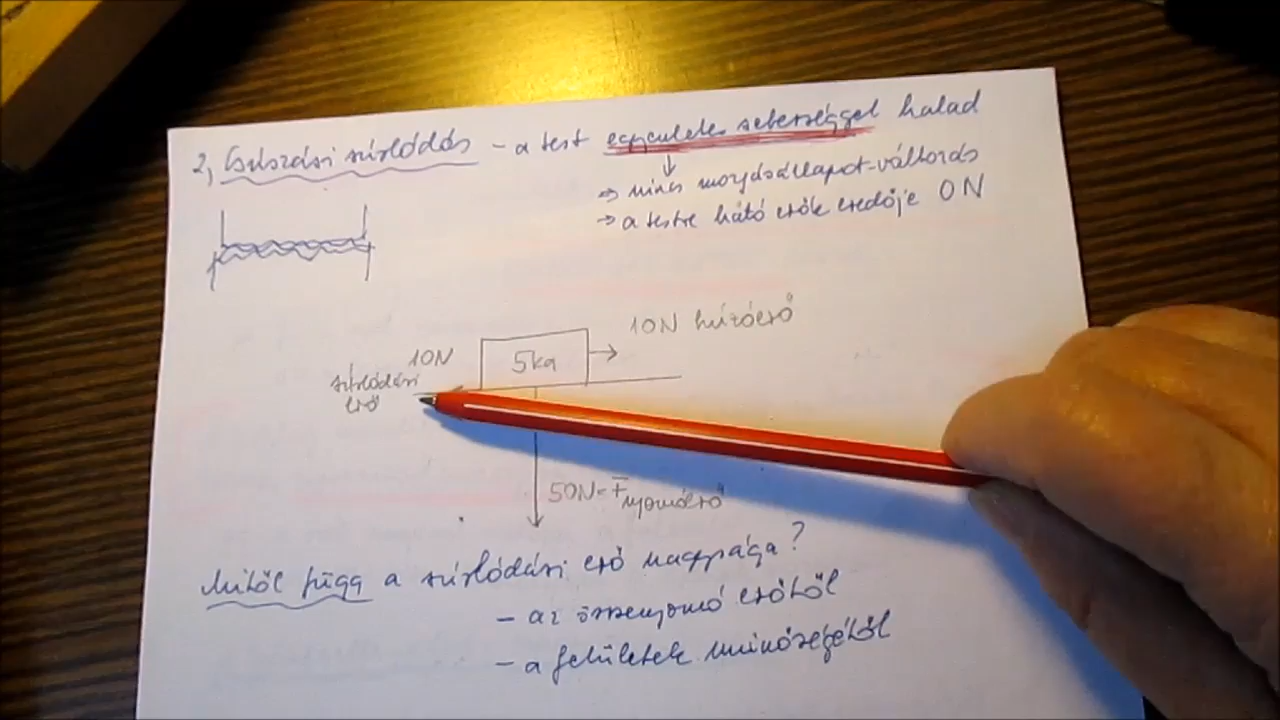 2, Csúszási súrlódás - a test egyenletes sebességgel halad
→ nincs mozgásállapot-változás
→ a testre ható erők eredője 0 N
10N húzóerő
10N
5kg
súrlódási
erő
50N = F nyomóerő
Mitől függ a súrlódási erő nagysága?
- az összenyomó erőtől
- a felületek minőségétől